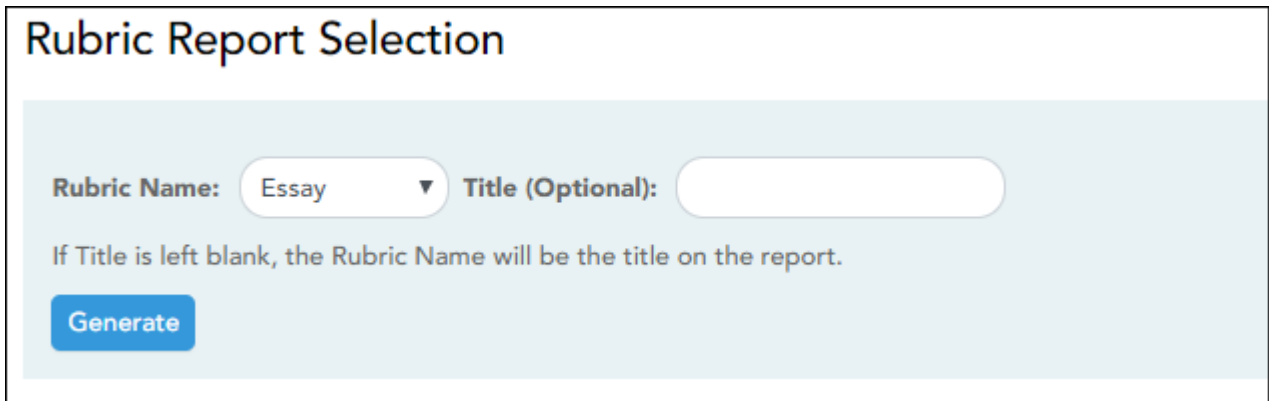 Rubric Report Selection
Rubric Name: Essay Title (Optional):
If Title is left blank, the Rubric Name will be the title on the report.
Generate